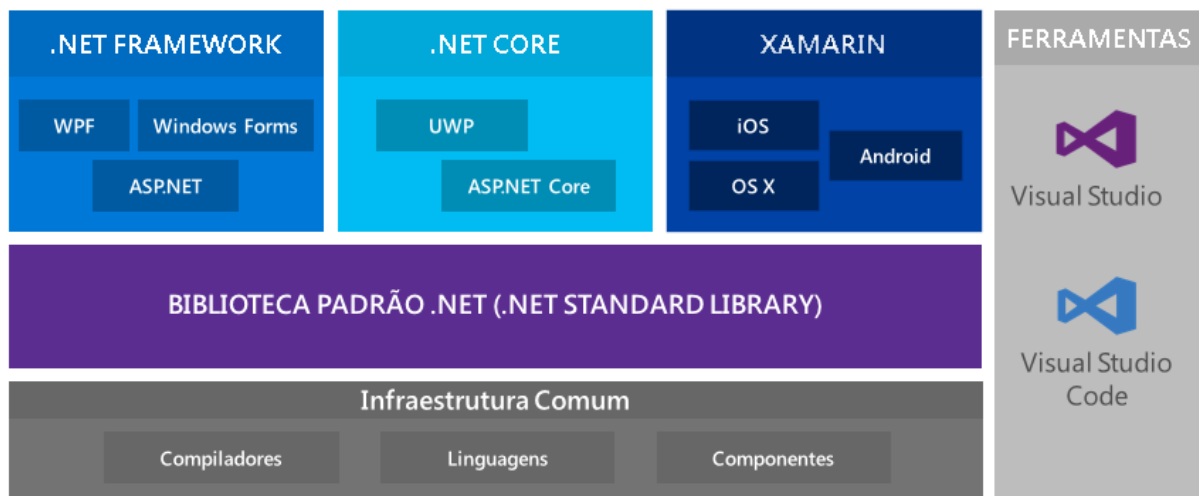 .NET FRAMEWORK
WPF
Windows Forms
ASP.NET
.NET CORE
UWP
ASP.NET Core
XAMARIN
iOS
Android
OS X
BIBLIOTECA PADRÃO .NET (.NET STANDARD LIBRARY)
Infraestrutura Comum
Compiladores
Linguagens
Componentes
FERRAMENTAS
Visual Studio
Visual Studio
Code